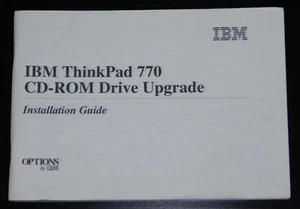 IBM
IBM ThinkPad 770
CD-ROM Drive Upgrade
Installation Guide
OPTIONS
by IBM